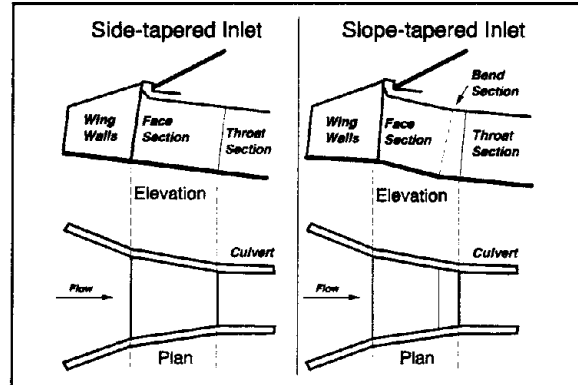 Side-tapered Inlet
Wing
Walls
Face
Section
Throat
Section
Elevation
Culvert
Flow
Plan
Slope-tapered Inlet
Bend
Section
Wing
Walls
Face
Section
Throat
Section
Elevation
Culvert
Flow
Plan